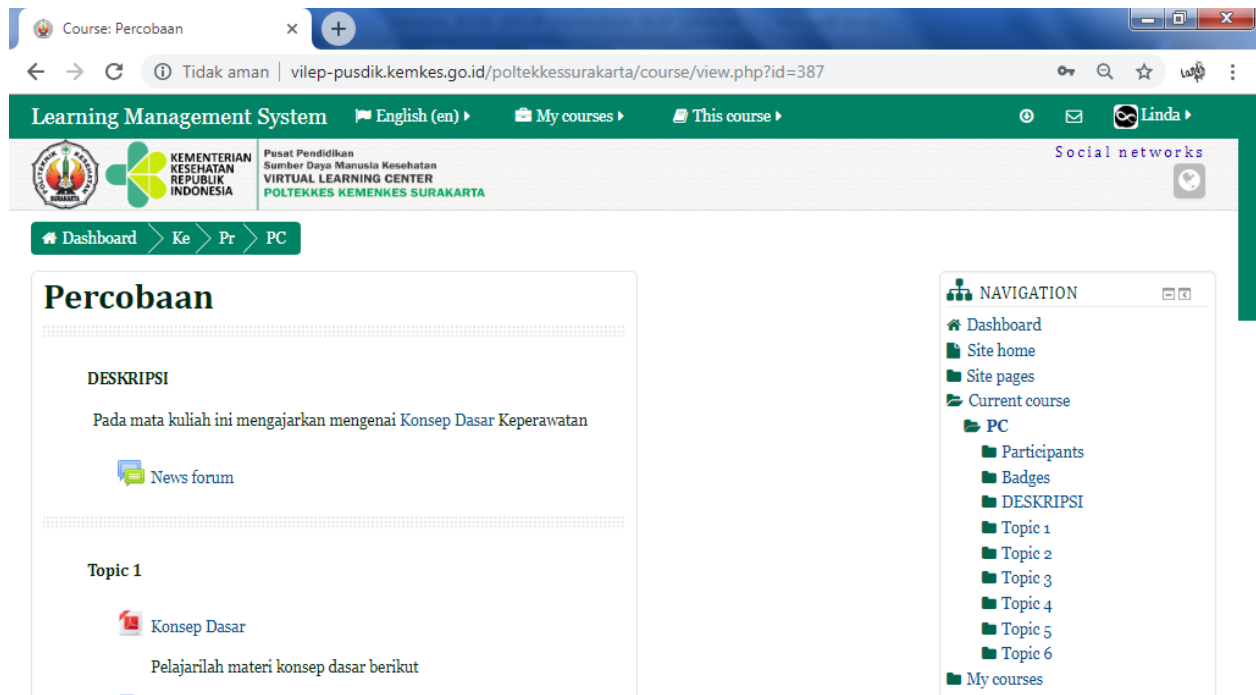 Course: Percobaan
Tidak aman | vilep-pusdik.kemkes.go.id/poltekkessurakarta/course/view.php?id=387
Learning Management System English (en) My courses This course Linda
KEMENTERIAN
KESEHATAN
REPUBLIK
INDONESIA
Pusat Pendidikan
Sumber Daya Manusia Kesehatan
VIRTUAL LEARNING CENTER
POLTEKKES KEMENKES SURAKARTA
Social networks
Dashboard Ke Pr PC
Percobaan
DESKRIPSI
Pada mata kuliah ini mengajarkan mengenai Konsep Dasar Keperawatan
News forum
Topic 1
Konsep Dasar
Pelajarilah materi konsep dasar berikut
NAVIGATION
Dashboard
Site home
Site pages
Current course
PC
Participants
Badges
DESKRIPSI
Topic 1
Topic 2
Topic 3
Topic 4
Topic 5
Topic 6
My courses